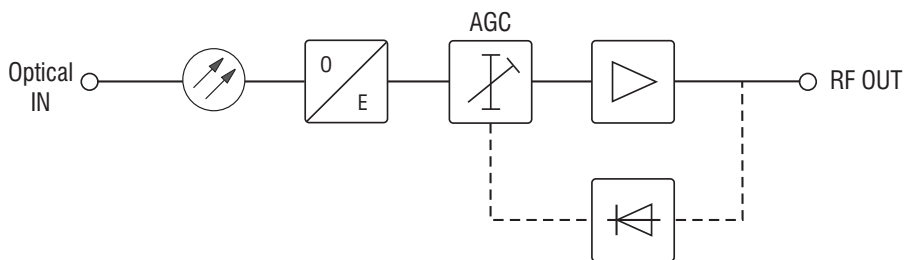 AGC
Optical
IN
O
E
RF OUT